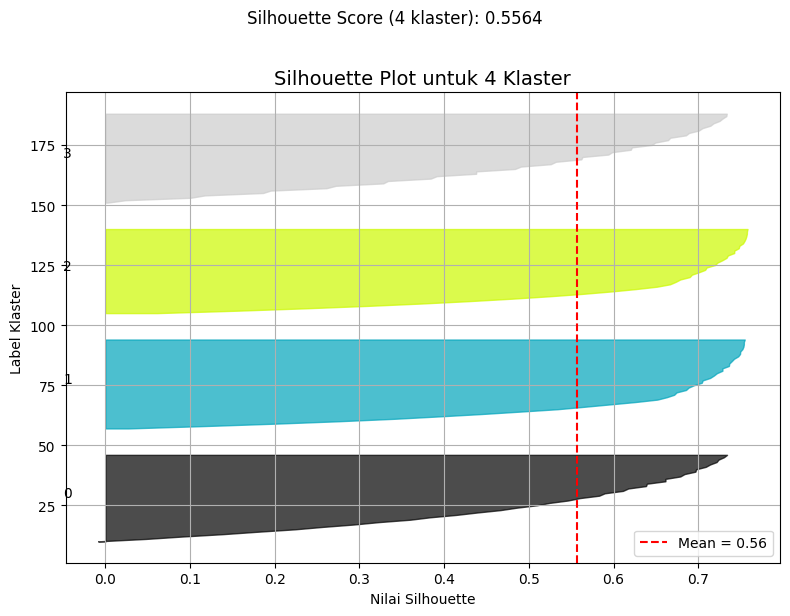 Silhouette Score (4 klaster): 0.5564
Silhouette Plot untuk 4 Klaster
Label Klaster
175
150
125
100
75
50
25
3
2
1
0
Mean = 0.56
0.0 0.1 0.2 0.3 0.4 0.5 0.6 0.7
Nilai Silhouette